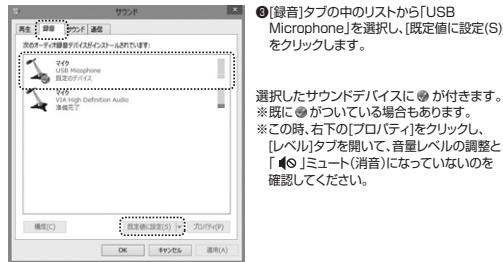 サウンド
再生 録音 サウンド 通信
次のオーディオ録音デバイスがインストールされています:
マイク
USB Micophone
既定のデバイス
マイク
VIA High Definition Audio
準備完了
構成(C) 既定値に設定(S) プロパティ(P)
OK キャンセル 適用(A)
❸[録音]タブの中のリストから「USB
Microphone」を選択し、[既定値に設定(S)
をクリックします。
選択したサウンドデバイスに が付きます。
※既に がついている場合もあります。
※この時、右下の[プロパティ]をクリックし、
[レベル]タブを開いて、音量レベルの調整と
「 」ミュート(消音)になっていないのを
確認してください。